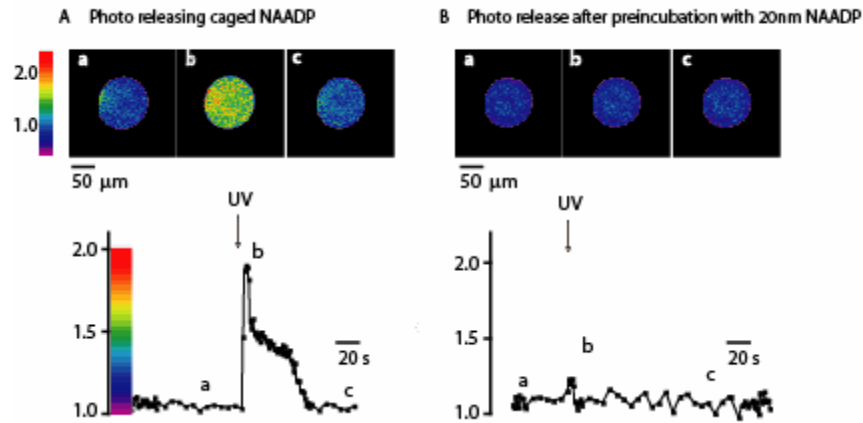 A Photo releasing caged NAADP
a b c
2.0
1.0
50 μm
UV
2.0
b
1.5
20 s
a
c
1.0
B Photo release after preincubation with 20nm NAADP
a b c
50 μm
UV
2.0
b
1.5
20 s
a
c
1.0